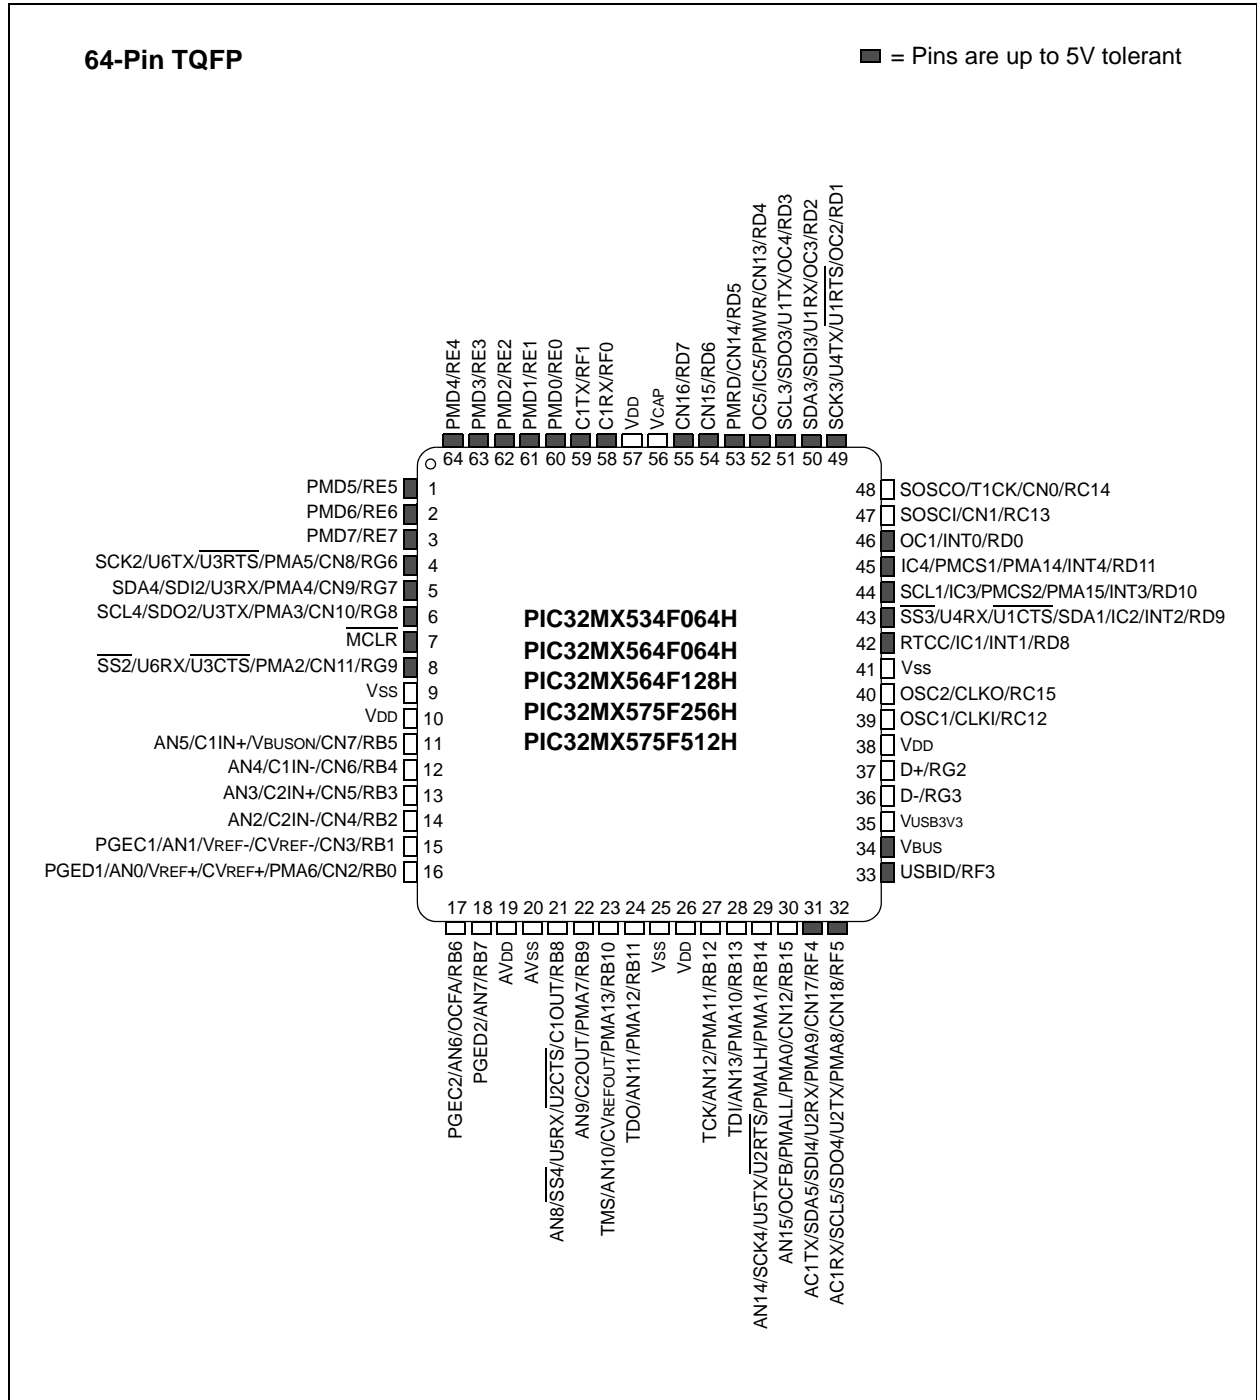 64-Pin TQFP
= Pins are up to 5V tolerant
PMD4/RE4
PMD3/RE3
PMD2/RE2
PMD1/RE1
PMD0/RE0
C1TX/RF1
C1RX/RF0
VDD
VCAP
CN16/RD7
CN15/RD6
PMRD/CN14/RD5
OC5/IC5/PMWR/CN13/RD4
SCL3/SDO3/U1TX/OC4/RD3
SDA3/SDI3/U1RX/OC3/RD2
SCK3/U4TX/U1RTS/OC2/RD1
64 63 62 61 60 59 58 57 56 55 54 53 52 51 50 49
PMD5/RE5 1
PMD6/RE6 2
PMD7/RE7 3
SCK2/U6TX/U3RTS/PMA5/CN8/RG6 4
SDA4/SDI2/U3RX/PMA4/CN9/RG7 5
SCL4/SDO2/U3TX/PMA3/CN10/RG8 6
MCLR 7
SS2/U6RX/U3CTS/PMA2/CN11/RG9 8
VSS 9
VDD 10
AN5/C1IN+/VBUSON/CN7/RB5 11
AN4/C1IN-/CN6/RB4 12
AN3/C2IN+/CN5/RB3 13
AN2/C2IN-/CN4/RB2 14
PGEC1/AN1/VREF-/CVREF-/CN3/RB1 15
PGED1/AN0/VREF+/CVREF+/PMA6/CN2/RB0 16
PIC32MX534F064H
PIC32MX564F064H
PIC32MX564F128H
PIC32MX575F256H
PIC32MX575F512H
48 SOSCO/T1CK/CN0/RC14
47 SOSCI/CN1/RC13
46 OC1/INT0/RD0
45 IC4/PMCS1/PMA14/INT4/RD11
44 SCL1/IC3/PMCS2/PMA15/INT3/RD10
43 SS3/U4RX/U1CTS/SDA1/IC2/INT2/RD9
42 RTCC/IC1/INT1/RD8
41 Vss
40 OSC2/CLKO/RC15
39 OSC1/CLKI/RC12
38 VDD
37 D+/RG2
36 D-/RG3
35 VUSB3V3
34 VBUS
33 USBID/RF3
17 18 19 20 21 22 23 24 25 26 27 28 29 30 31 32
PGEC2/AN6/OCFA/RB6
PGED2/AN7/RB7
AVDD
AVss
AN8/SS4/U5RX/U2CTS/C1OUT/RB8
AN9/C2OUT/PMA7/RB9
TMS/AN10/CVREFOUT/PMA13/RB10
TDO/AN11/PMA12/RB11
VSS
VDD
TCK/AN12/PMA11/RB12
TDI/AN13/PMA10/RB13
AN14/SCK4/U5TX/U2RTS/PMALH/PMA1/RB14
AN15/OCFB/PMALL/PMA0/CN12/RB15
AC1TX/SDA5/SDI4/U2RX/PMA9/CN17/RF4
AC1RX/SCL5/SDO4/U2TX/PMA8/CN18/RF5